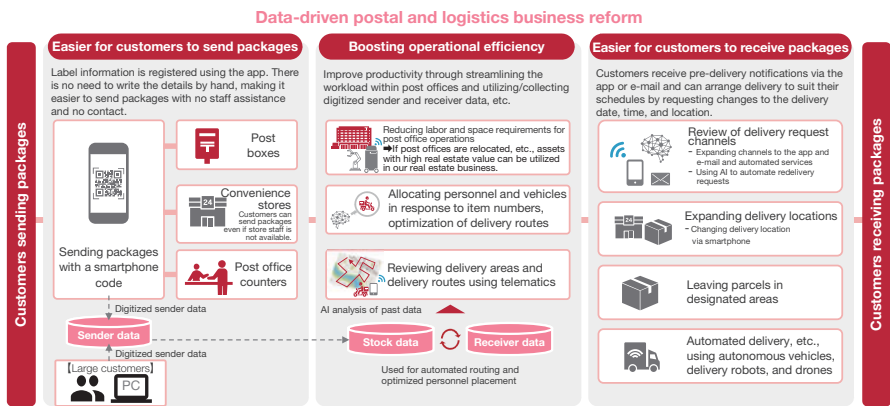 Data-driven postal and logistics business reform
Customers sending packages
Easier for customers to send packages
Label information is registered using the app. There
is no need to write the details by hand, making it
easier to send packages with no staff assistance
and no contact.
Sending packages
with a smartphone
code
Post
boxes
24
Convenience
stores
Customers can
send packages
even if store staff is
not available.
Post office
counters
Digitized sender data
Sender data
Digitized sender data
【Large customers】
PC
Boosting operational efficiency
Improve productivity through streamlining the
workload within post offices and utilizing/collecting
digitized sender and receiver data, etc.
Reducing labor and space requirements for
post office operations
➡If post offices are relocated, etc., assets
with high real estate value can be utilized
in our real estate business.
Allocating personnel and vehicles
in response to item numbers,
optimization of delivery routes
Reviewing delivery areas and
delivery routes using telematics
AI analysis of past data
Stock data
Receiver data
Used for automated routing and
optimized personnel placement
Easier for customers to receive packages
Customers receive pre-delivery notifications via the
app or e-mail and can arrange delivery to suit their
schedules by requesting changes to the delivery
date, time, and location.
Review of delivery request
channels
- Expanding channels to the app and
e-mail and automated services
- Using AI to automate redelivery
requests
24
Expanding delivery locations
- Changing delivery location
via smartphone
Leaving parcels in
designated areas
Automated delivery, etc.,
using autonomous vehicles,
delivery robots, and drones
Customers receiving packages